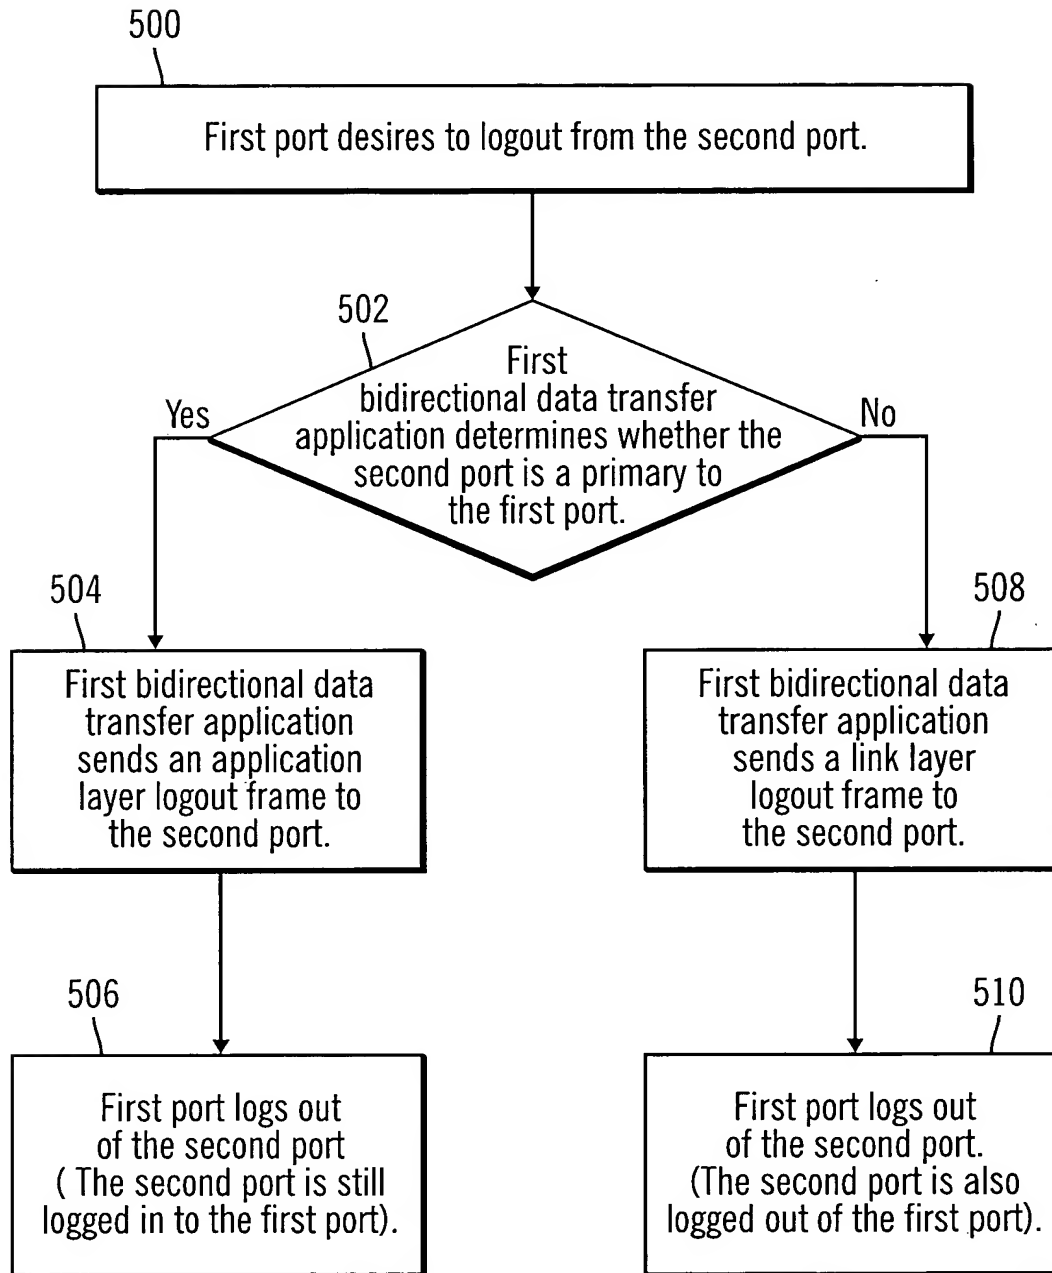 500
First port desires to logout from the second port.
502
First
bidirectional data transfer
application determines whether the
second port is a primary to
the first port.
Yes
No
504
First bidirectional data
transfer application
sends an application
layer logout frame to
the second port.
508
First bidirectional data
transfer application
sends a link layer
logout frame to
the second port.
506
First port logs out
of the second port
( The second port is still
logged in to the first port).
510
First port logs out
of the second port.
(The second port is also
logged out of the first port).